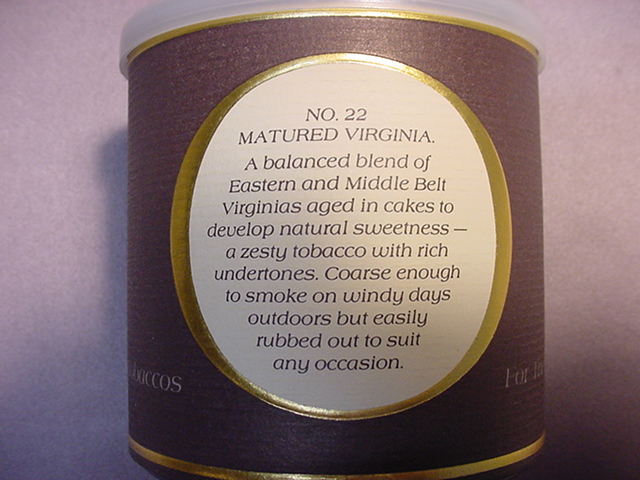 NO. 22
MATURED VIRGINIA.
A balanced blend of
Eastern and Middle Belt
Virginias aged in cakes to
develop natural sweetness —
a zesty tobacco with rich
undertones. Coarse enough
to smoke on windy days
outdoors but easily
rubbed out to suit
any occasion.
baccos
For